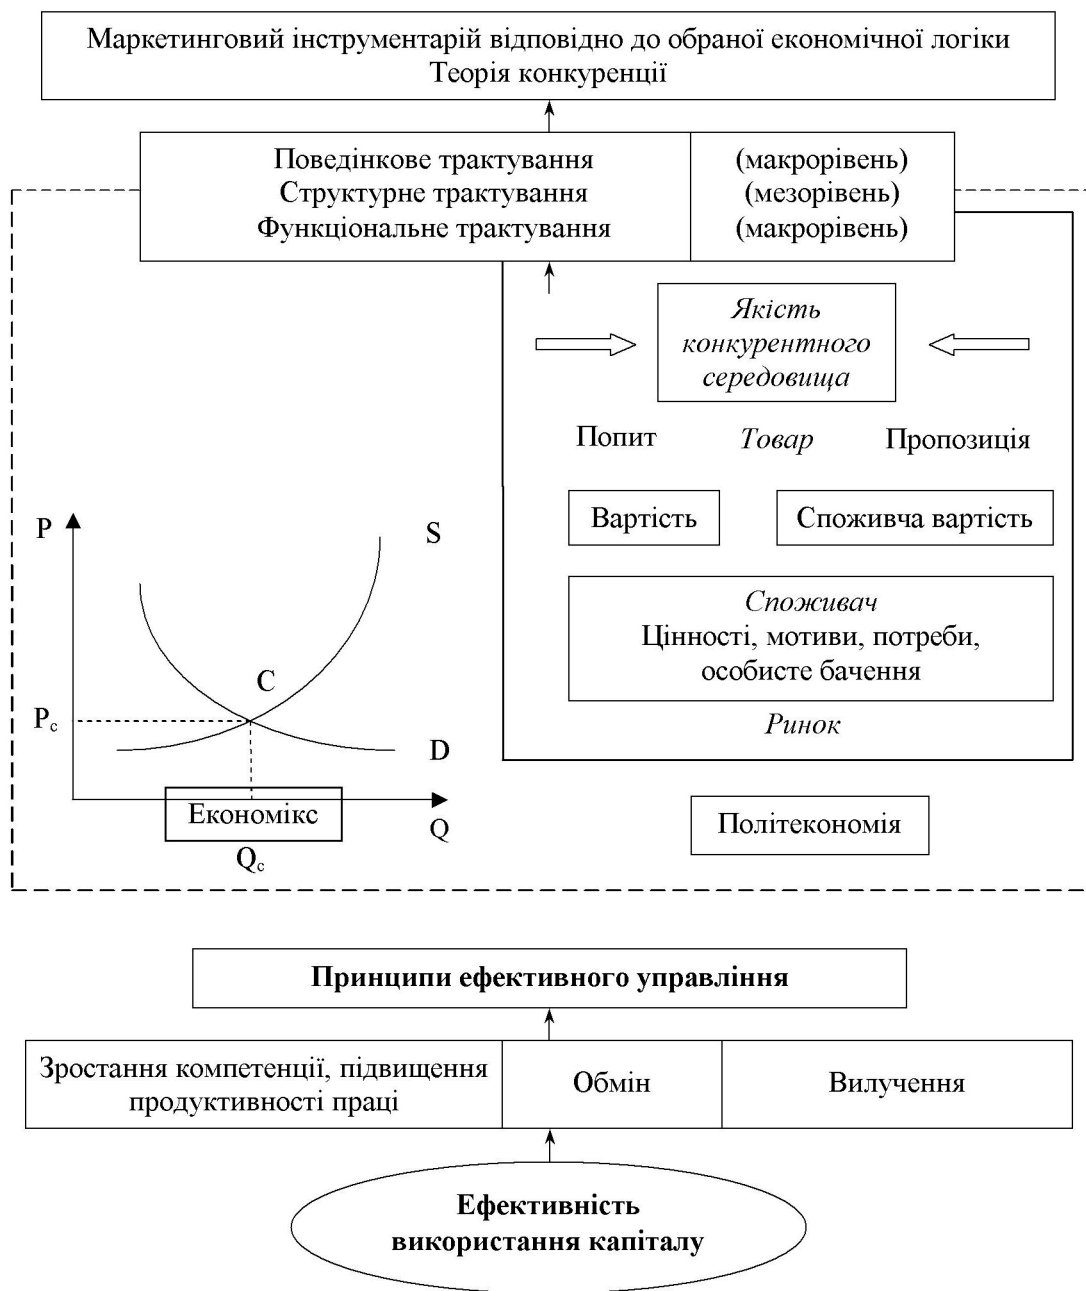 Маркетинговий інструментарій відповідно до обраної економічної логіки
Теорія конкуренції
Поведінкове трактування (макрорівень)
Структурне трактування (мезорівень)
Функціональне трактування (макрорівень)
Якість
конкурентного
середовища
Попит Товар Пропозиція
Вартість Споживча вартість
Споживач
Цінності, мотиви, потреби,
особисте бачення
Ринок
Політекономія
P
S
C
Pc
D
Економікс
Q
Qc
Принципи ефективного управління
Зростання компетенції, підвищення
продуктивності праці
Обмін
Вилучення
Ефективність
використання капіталу